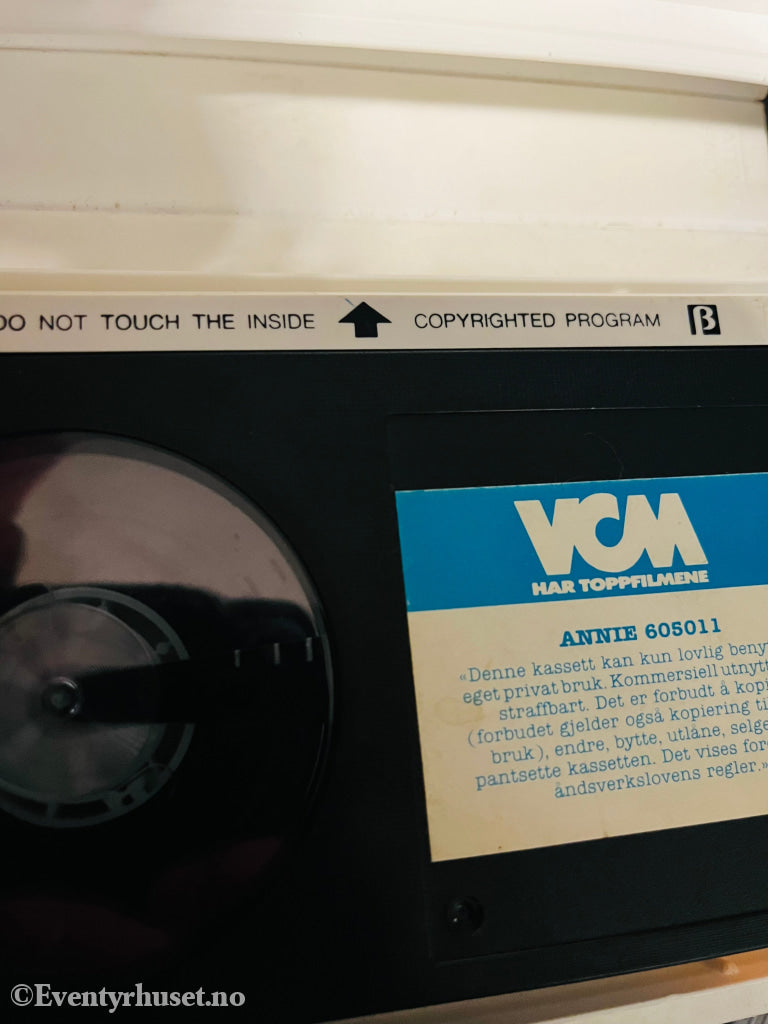 DO NOT TOUCH THE INSIDE COPYRIGHTED PROGRAM β
VCM
HAR TOPPFILMENE
ANNIE 605011
«Denne kassett kan kun lovlig beny
eget privat bruk. Kommersiell utnytt
straffbart. Det er forbudt å kopi
(forbudet gjelder også kopiering ti
bruk), endre, bytte, utlåne, selge
pantsette kassetten. Det vises for
åndsverkslovens regler.»
©Eventyrhuset.no